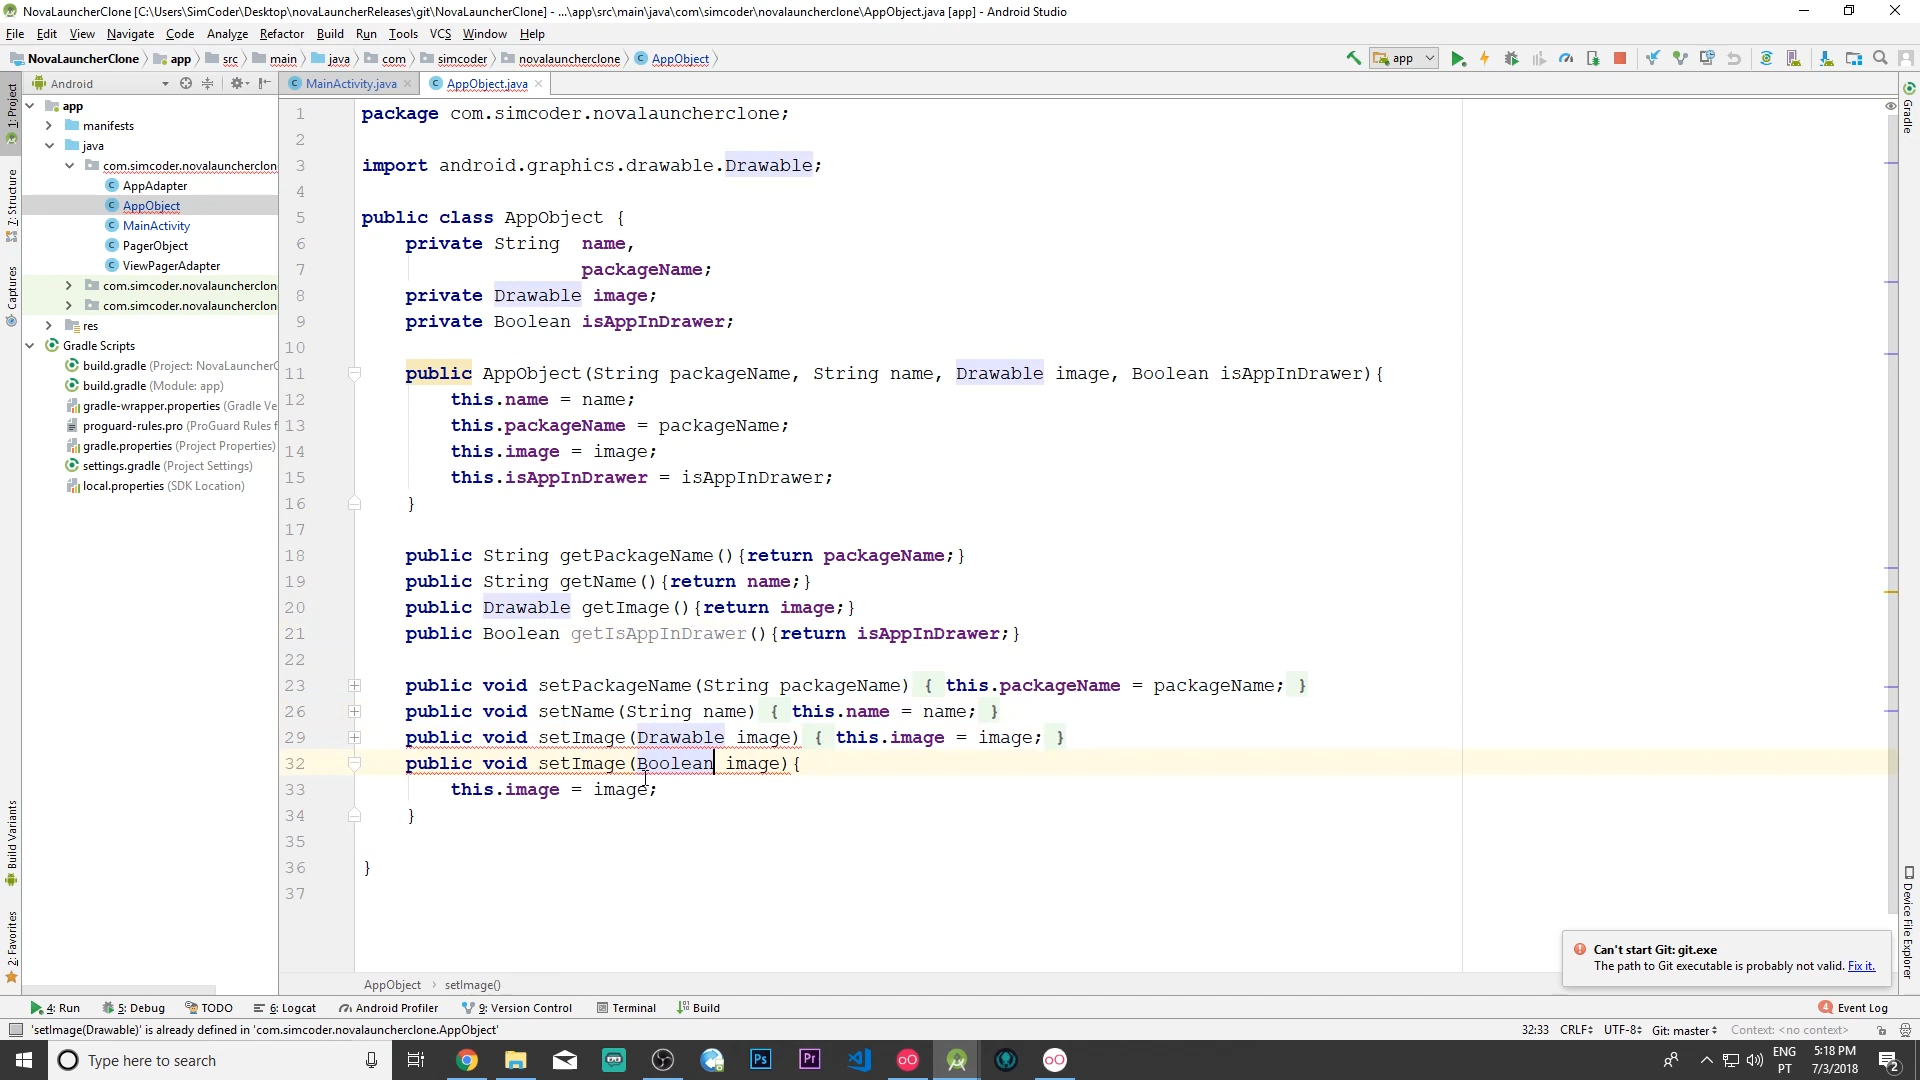 NovaLauncherClone [C:\Users\SimCoder\Desktop\novaLauncherReleases\git\NovaLauncherClone] - ...\app\src\main\java\com\simcoder\novalauncherclone\AppObject.java [app] - Android Studio
File Edit View Navigate Code Analyze Refactor Build Run Tools VCS Window Help
NovaLauncherClone app src main java com simcoder novalauncherclone AppObject app
Android MainActivity.java AppObject.java
1: Project
7: Structure
Captures
Build Variants
2: Favorites
app
manifests
java
com.simcoder.novalauncherclon
AppAdapter
AppObject
MainActivity
PagerObject
ViewPagerAdapter
com.simcoder.novalauncherclon
com.simcoder.novalauncherclon
res
Gradle Scripts
build.gradle (Project: NovaLauncherC
build.gradle (Module: app)
gradle-wrapper.properties (Gradle Ve
proguard-rules.pro (ProGuard Rules f
gradle.properties (Project Properties)
settings.gradle (Project Settings)
local.properties (SDK Location)
1 package com.simcoder.novalauncherclone;
2
3 import android.graphics.drawable.Drawable;
4
5 public class AppObject {
6 private String name,
7 packageName;
8 private Drawable image;
9 private Boolean isAppInDrawer;
10
11 public AppObject(String packageName, String name, Drawable image, Boolean isAppInDrawer){
12 this.name = name;
13 this.packageName = packageName;
14 this.image = image;
15 this.isAppInDrawer = isAppInDrawer;
16 }
17
18 public String getPackageName(){return packageName;}
19 public String getName(){return name;}
20 public Drawable getImage(){return image;}
21 public Boolean getIsAppInDrawer(){return isAppInDrawer;}
22
23 public void setPackageName(String packageName) { this.packageName = packageName; }
26 public void setName(String name) { this.name = name; }
29 public void setImage(Drawable image) { this.image = image; }
32 public void setImage(Boolean image){
33 this.image = image;
34 }
35
36 }
37
Gradle
Device File Explorer
Can't start Git: git.exe
The path to Git executable is probably not valid. Fix it.
AppObject › setImage()
4: Run 5: Debug TODO 6: Logcat Android Profiler 9: Version Control Terminal Build 4 Event Log
'setImage(Drawable)' is already defined in 'com.simcoder.novalauncherclone.AppObject' 32:33 CRLF UTF-8 Git: master Context: <no context>
Type here to search
Ps Pr
ENG 5:18 PM
PT 7/3/2018
2